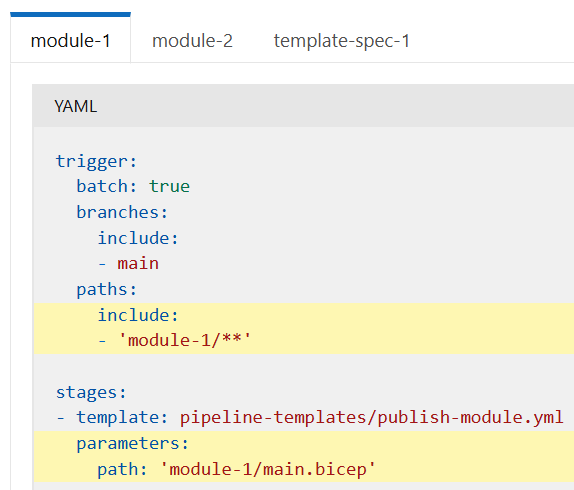 module-1 module-2 template-spec-1
YAML
trigger:
  batch: true
  branches:
    include:
    - main
  paths:
    include:
    - 'module-1/**'

stages:
- template: pipeline-templates/publish-module.yml
  parameters:
    path: 'module-1/main.bicep'